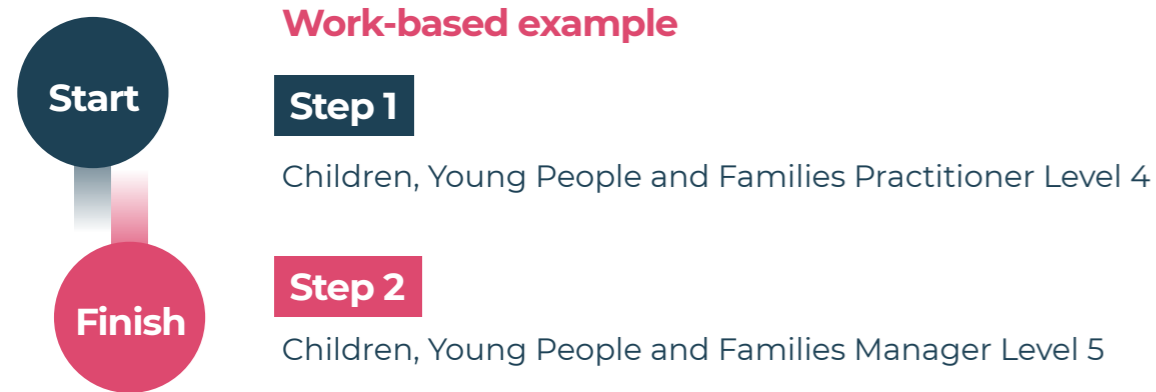 Work-based example
Start
Step 1
Children, Young People and Families Practitioner Level 4
Finish
Step 2
Children, Young People and Families Manager Level 5